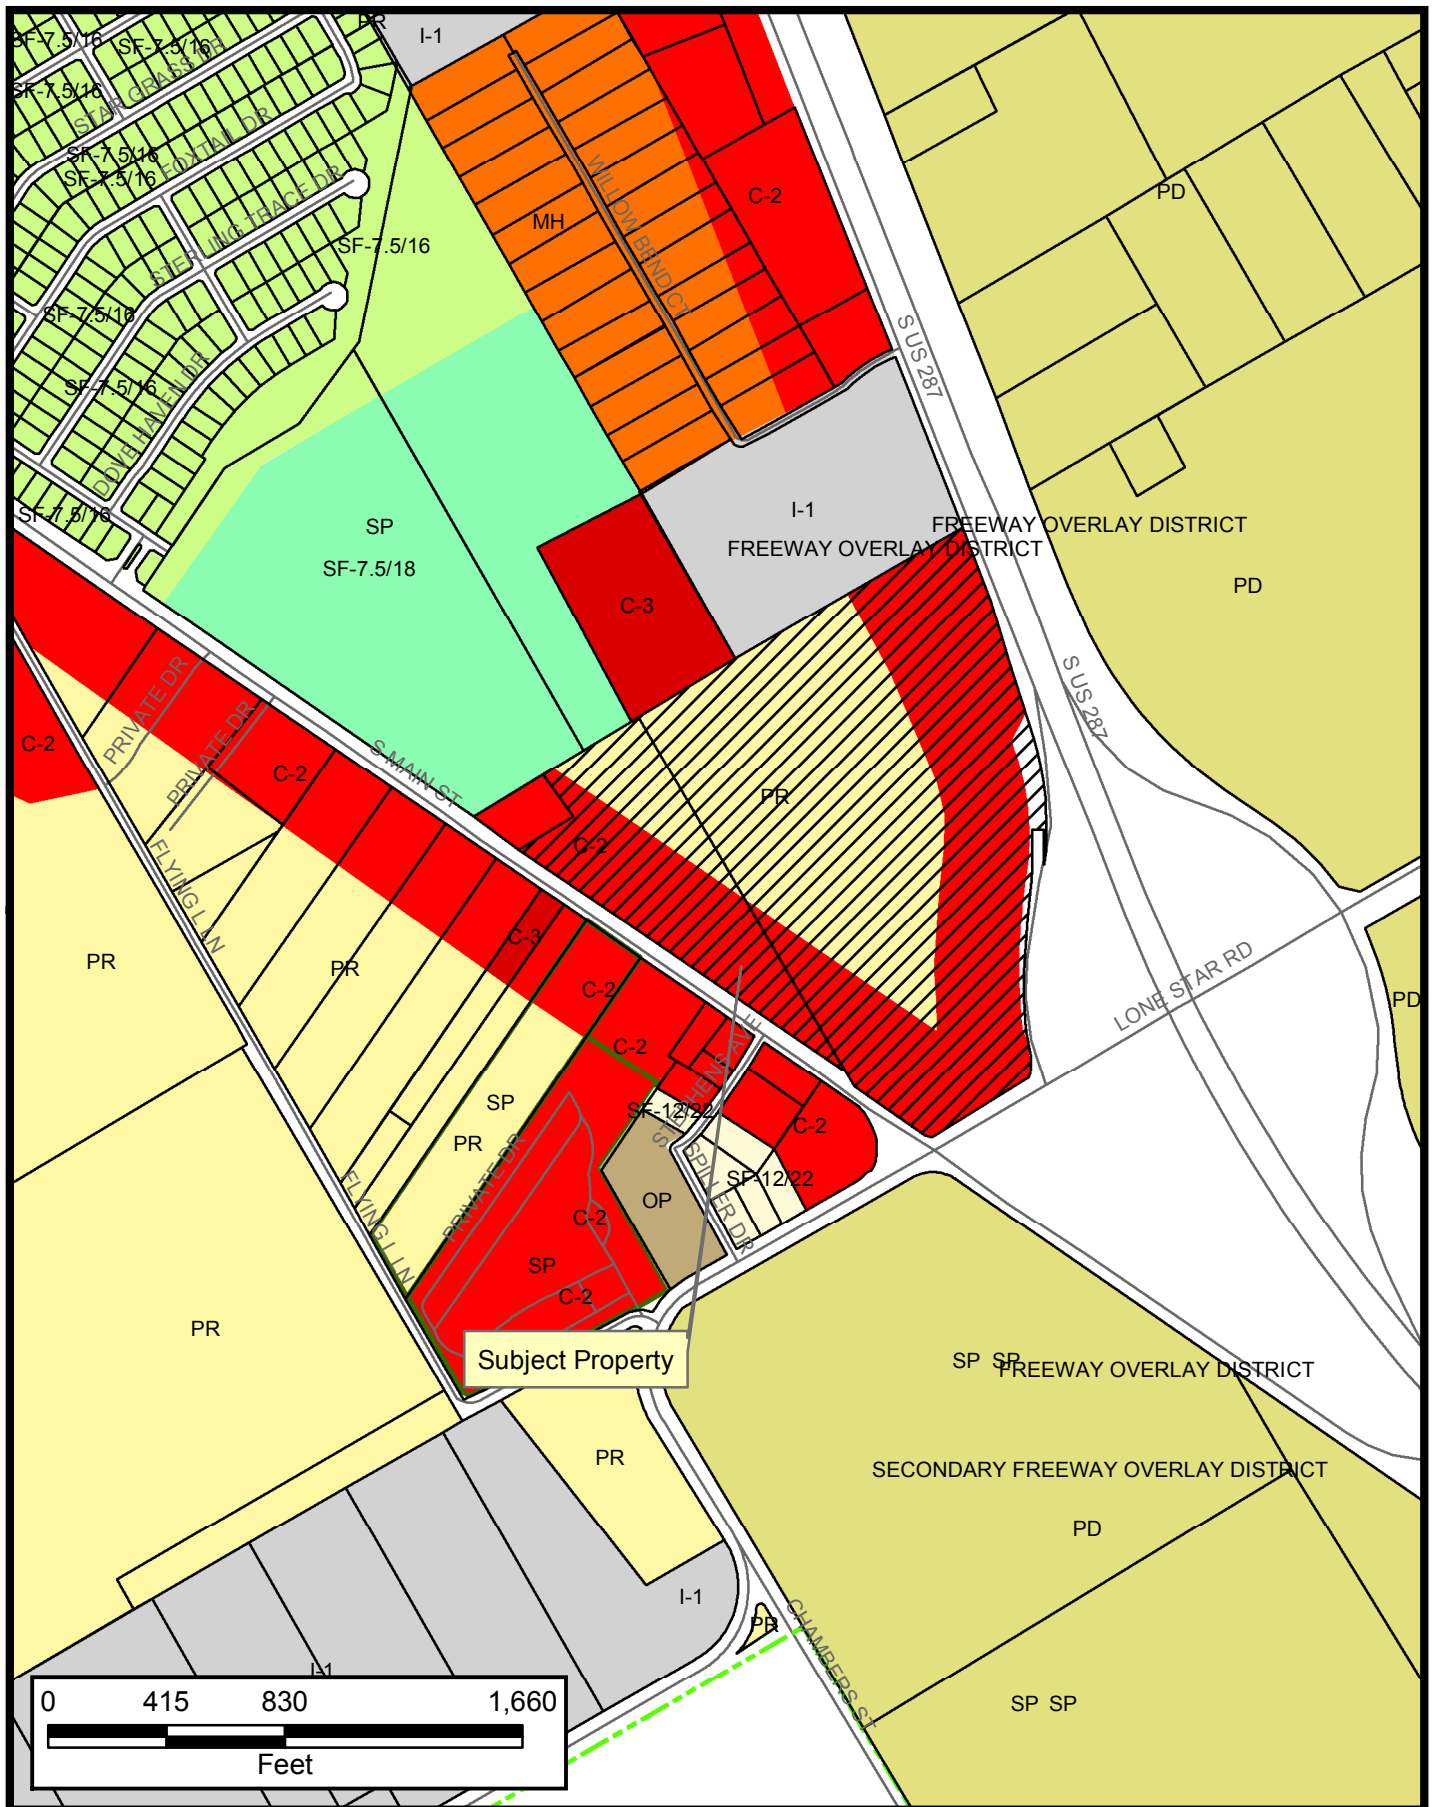 PR
I-1
SF-7.5/16
SF-7.5/16
STAR GRASS DR
SF-7.5/16
FOXTAIL DR
SF-7.5/16
SF-7.5/16
STERLING TRACE DR
WILLOW BEND CT
C-2
PD
MH
SF-7.5/16
SF-7.5/16
S US 287
SF-7.5/16
DOVE HAVEN DR
SF-7.5/16
SP
I-1
FREEWAY OVERLAY DISTRICT
FREEWAY OVERLAY DISTRICT
SF-7.5/18
PD
C-3
PRIVATE DR
S US 287
C-2
PRIVATE DR
C-2
S MAIN ST
PR
C-2
FLYING L LN
C-3
PR
PR
C-2
LONE STAR RD
PD
C-2
STEPHENS AVE
SP
SF-12/22
C-2
PR
PRIVATE DR
SF-12/22
FLYING L LN
OP
SPILLER DR
C-2
SP
C-2
PR
Subject Property
SP SP
FREEWAY OVERLAY DISTRICT
PR
SECONDARY FREEWAY OVERLAY DISTRICT
PD
I-1
PR
CHAMBERS ST
I-1
SP SP
0 415 830 1,660
Feet